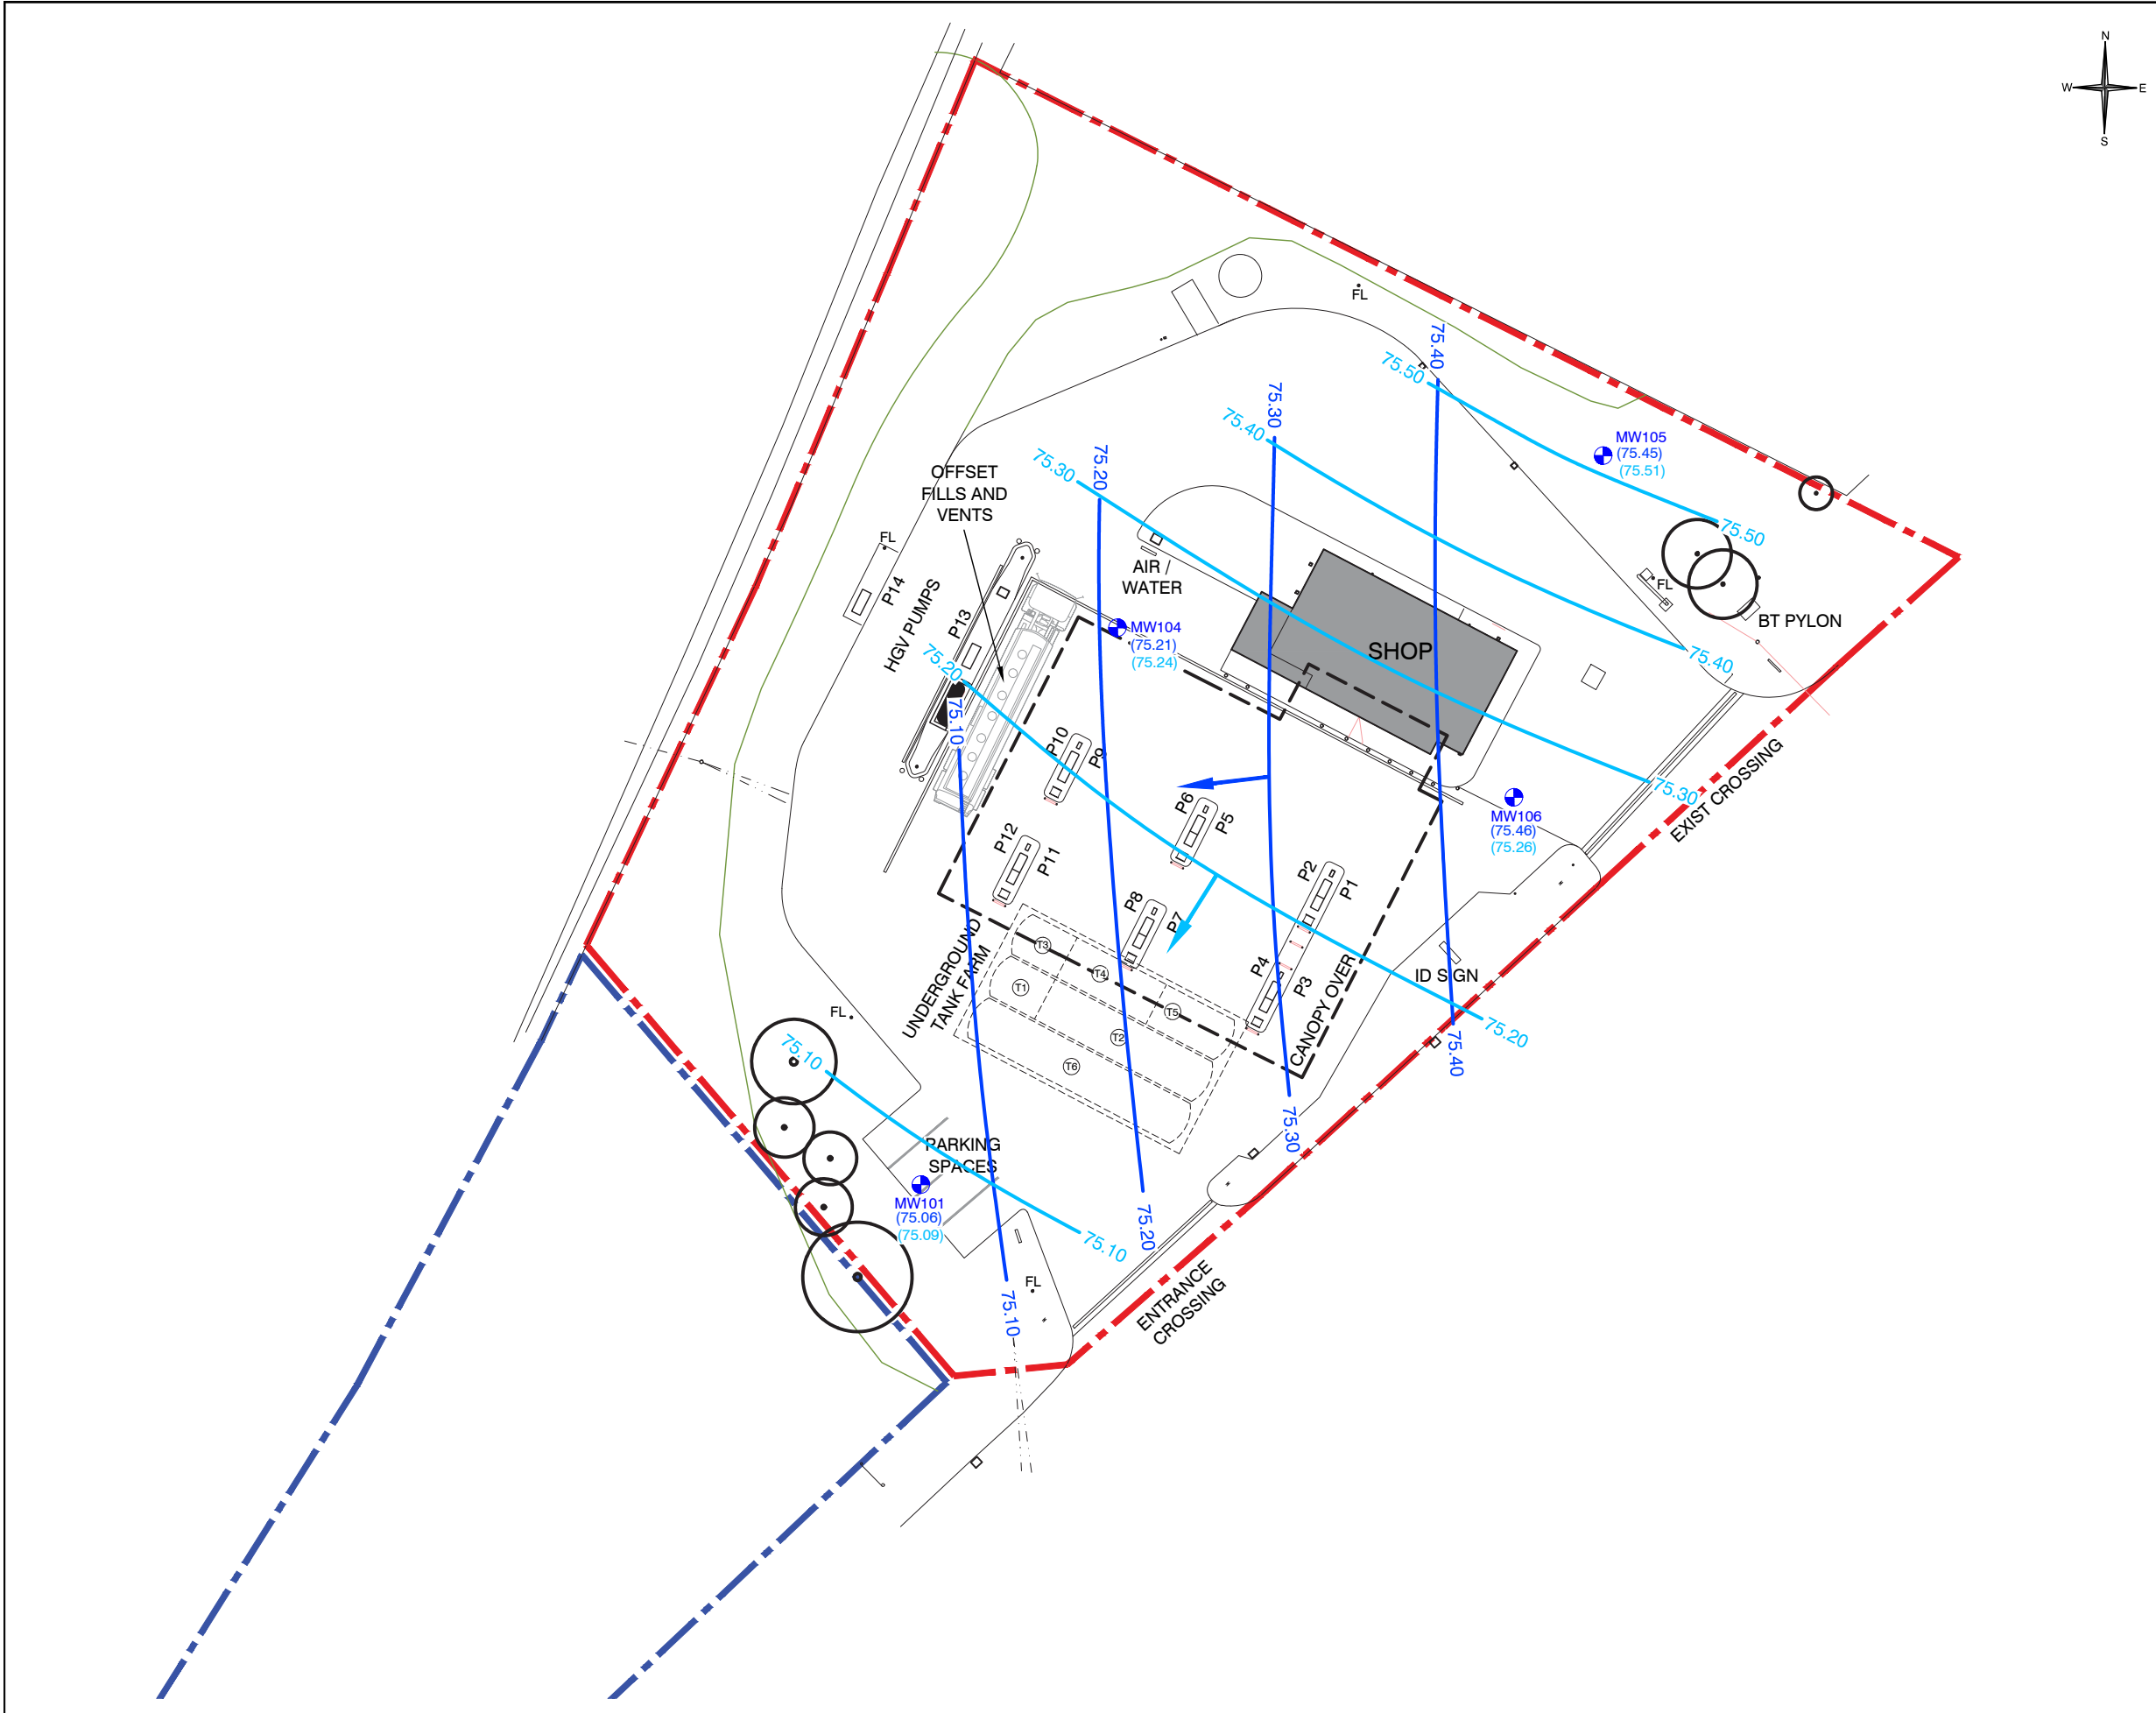 N
W
E
S
FL
75.40
75.50
75.30
75.40
75.20
75.30
MW105
(75.45)
(75.51)
OFFSET
FILLS AND
VENTS
75.50
FL
AIR /
WATER
P14
HGV PUMPS
P13
FL
BT PYLON
MW104
(75.21)
(75.24)
SHOP
75.20
75.40
75.10
P10
P9
75.30
EXIST CROSSING
P6
P5
MW106
(75.46)
(75.26)
P12
P11
P2
P1
P8
P7
UNDERGROUND
TANK FARM
T3
T4
T1
T5
T2
T6
P4
P3
CANOPY OVER
ID SIGN
FL
75.20
75.10
75.40
75.30
PARKING
SPACES
MW101
(75.06)
(75.09)
75.20
75.10
FL
75.10
ENTRANCE
CROSSING